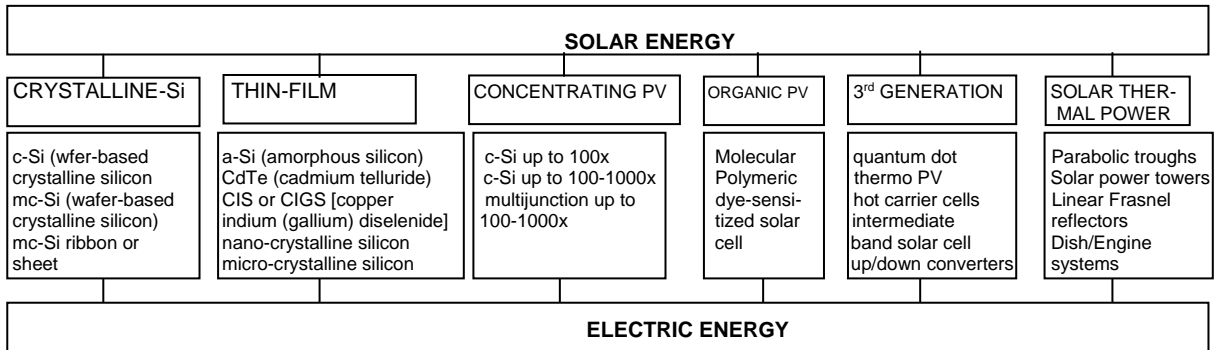 SOLAR ENERGY
CRYSTALLINE-Si
THIN-FILM
CONCENTRATING PV
ORGANIC PV
3rd GENERATION
SOLAR THER-
MAL POWER
c-Si (wfer-based
crystalline silicon
mc-Si (wafer-based
crystalline silicon)
mc-Si ribbon or
sheet
a-Si (amorphous silicon)
CdTe (cadmium telluride)
CIS or CIGS [copper
indium (gallium) diselenide]
nano-crystalline silicon
micro-crystalline silicon
c-Si up to 100x
c-Si up to 100-1000x
multijunction up to
100-1000x
Molecular
Polymeric
dye-sensi-
tized solar
cell
quantum dot
thermo PV
hot carrier cells
intermediate
band solar cell
up/down converters
Parabolic troughs
Solar power towers
Linear Frasnel
reflectors
Dish/Engine
systems
ELECTRIC ENERGY